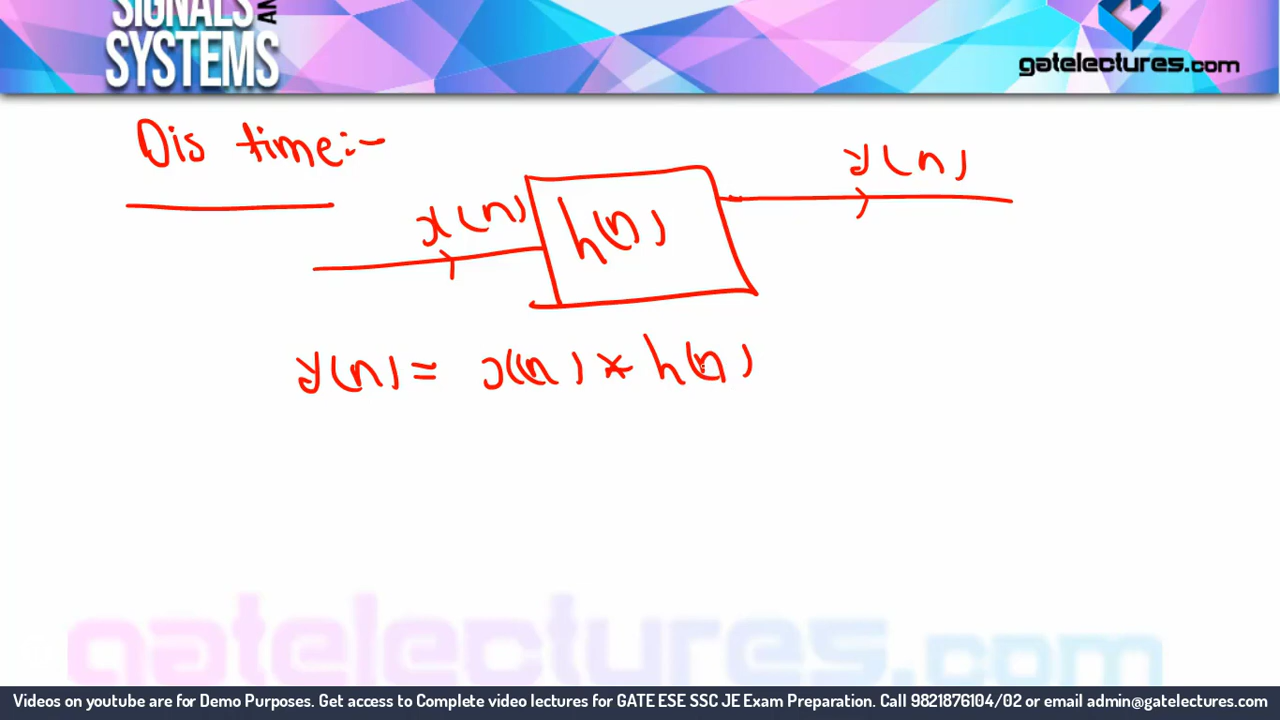 SIGNALS AND
SYSTEMS
gatelectures.com
Dis time:-
x(n)
h(n)
y(n)
y(n) = x(n) * h(n)
gatelectures.com
Videos on youtube are for Demo Purposes. Get access to Complete video lectures for GATE ESE SSC JE Exam Preparation. Call 9821876104/02 or email admin@gatelectures.com